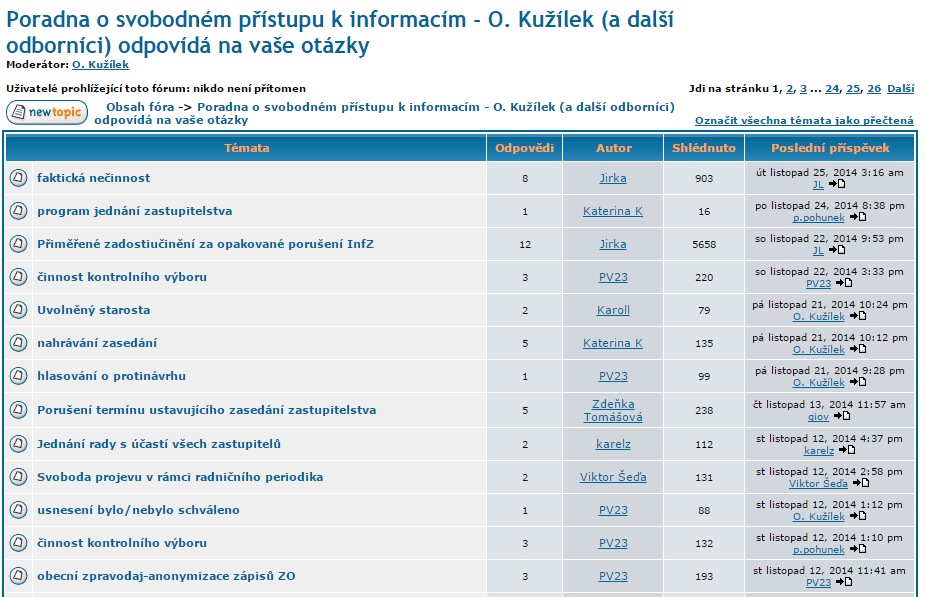 Poradna o svobodném přístupu k informacím - O. Kužílek (a další
odborníci) odpovídá na vaše otázky
Moderátor: O. Kužílek
Uživatelé prohlížející toto fórum: nikdo není přítomen
Jdi na stránku 1, 2, 3 ... 24, 25, 26 Další
newtopic
Obsah fóra -> Poradna o svobodném přístupu k informacím - O. Kužílek (a další odborníci)
odpovídá na vaše otázky
Označit všechna témata jako přečtená
Témata Odpovědi Autor Shlédnuto Poslední příspěvek
faktická nečinnost 8 Jirka 903 út listopad 25, 2014 3:16 am
JL
program jednání zastupitelstva 1 Katerina K 16 po listopad 24, 2014 8:38 pm
p.pohunek
Přiměřené zadostiučinění za opakované porušení InfZ 12 Jirka 5658 so listopad 22, 2014 9:53 pm
JL
činnost kontrolního výboru 3 PV23 220 so listopad 22, 2014 3:33 pm
PV23
Uvolněný starosta 2 Karoll 79 pá listopad 21, 2014 10:24 pm
O. Kužílek
nahrávání zasedání 5 Katerina K 135 pá listopad 21, 2014 10:12 pm
O. Kužílek
hlasování o protinávrhu 1 PV23 99 pá listopad 21, 2014 9:28 pm
O. Kužílek
Porušení termínu ustavujícího zasedání zastupitelstva 5 Zdeňka Tomášová 238 čt listopad 13, 2014 11:57 am
giov
Jednání rady s účastí všech zastupitelů 2 karelz 112 st listopad 12, 2014 4:37 pm
karelz
Svoboda projevu v rámci radničního periodika 2 Viktor Šeďa 131 st listopad 12, 2014 2:58 pm
Viktor Šeďa
usnesení bylo/nebylo schváleno 1 PV23 88 st listopad 12, 2014 1:12 pm
O. Kužílek
činnost kontrolního výboru 3 PV23 132 st listopad 12, 2014 1:10 pm
p.pohunek
obecní zpravodaj-anonymizace zápisů ZO 3 PV23 193 st listopad 12, 2014 11:41 am
PV23